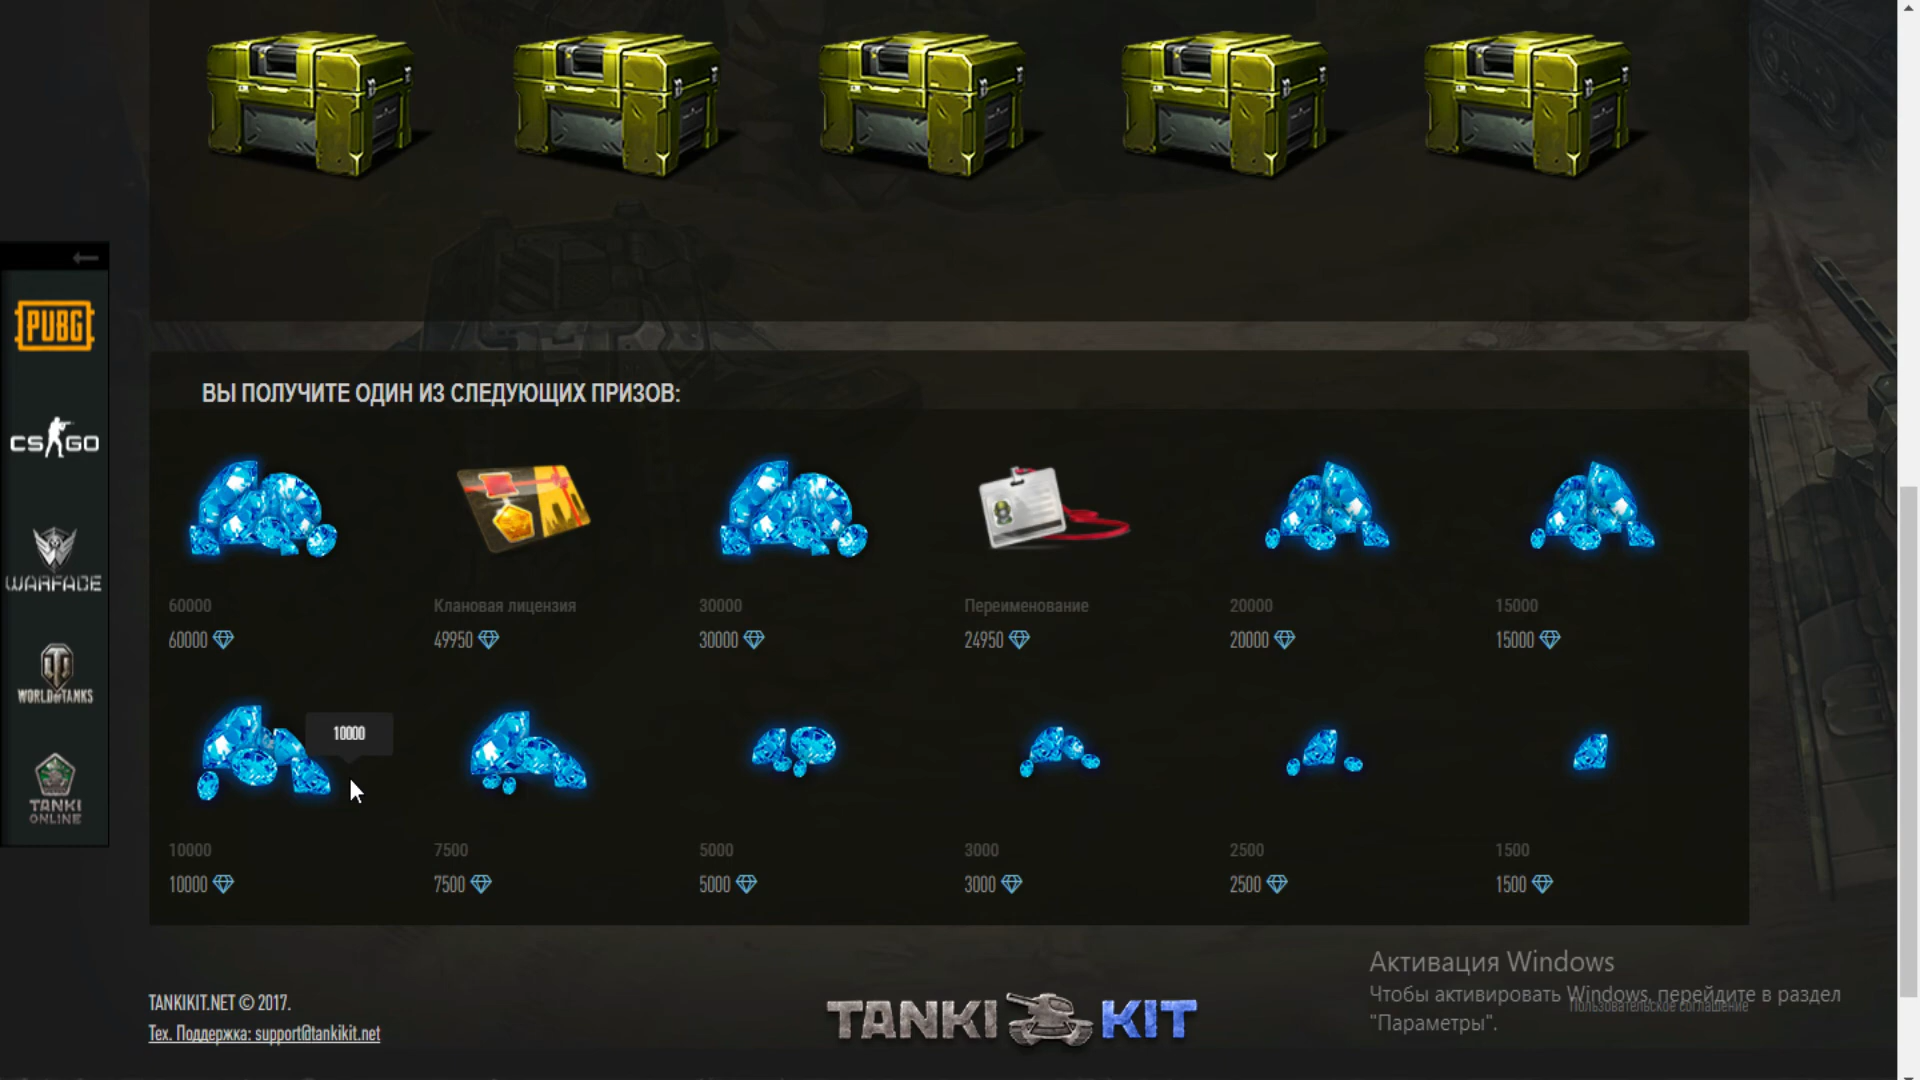 PUBG
CS GO
WARFACE
WORLD OF TANKS
TANKI
ONLINE
ВЫ ПОЛУЧИТЕ ОДИН ИЗ СЛЕДУЮЩИХ ПРИЗОВ:
60000 Клановая лицензия 30000 Переименование 20000 15000
60000 49950 30000 24950 20000 15000
10000
10000 7500 5000 3000 2500 1500
10000 7500 5000 3000 2500 1500
TANKIKIT.NET © 2017.
Тех. Поддержка: support@tankikit.net
TANKI KIT
Активация Windows
Чтобы активировать Windows, перейдите в раздел
"Параметры".
Пользовательское соглашение